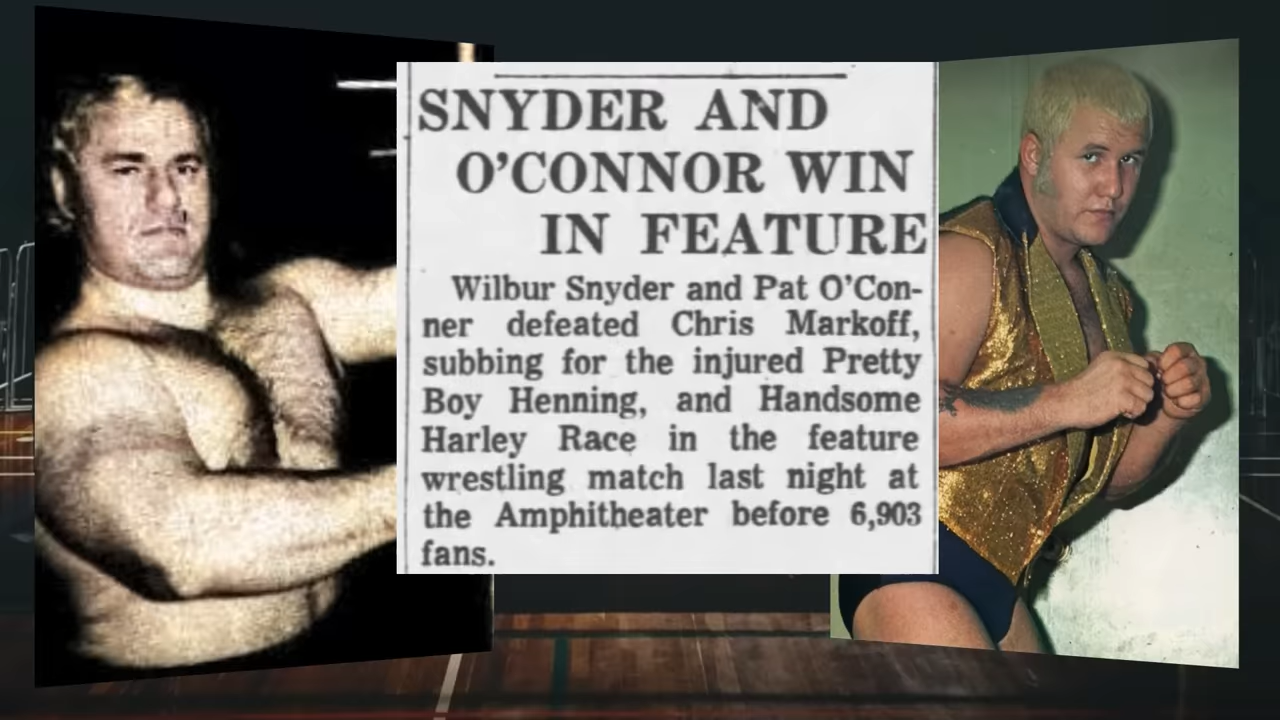 SNYDER AND
O'CONNOR WIN
IN FEATURE
Wilbur Snyder and Pat O'Con-
ner defeated Chris Markoff,
subbing for the injured Pretty
Boy Henning, and Handsome
Harley Race in the feature
wrestling match last night at
the Amphitheater before 6,903
fans.